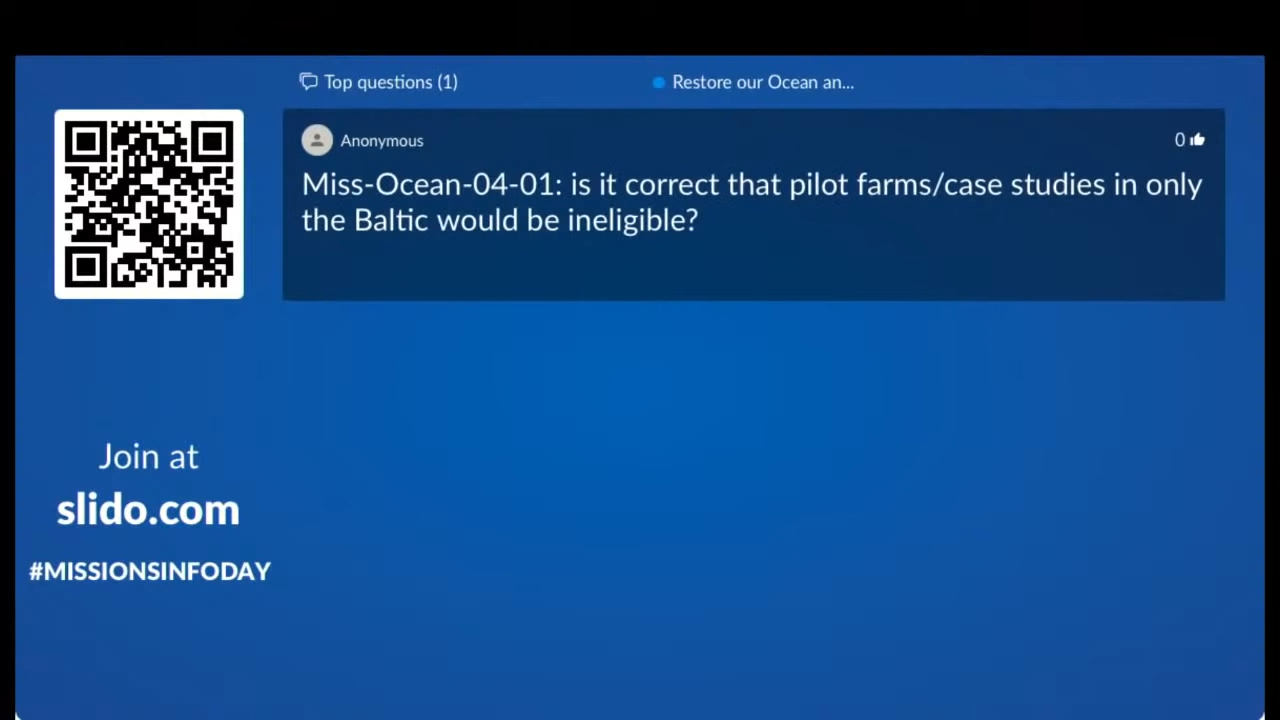 Top questions (1)
Restore our Ocean an...
Anonymous
0
Miss-Ocean-04-01: is it correct that pilot farms/case studies in only
the Baltic would be ineligible?
Join at
slido.com
#MISSIONSINFODAY